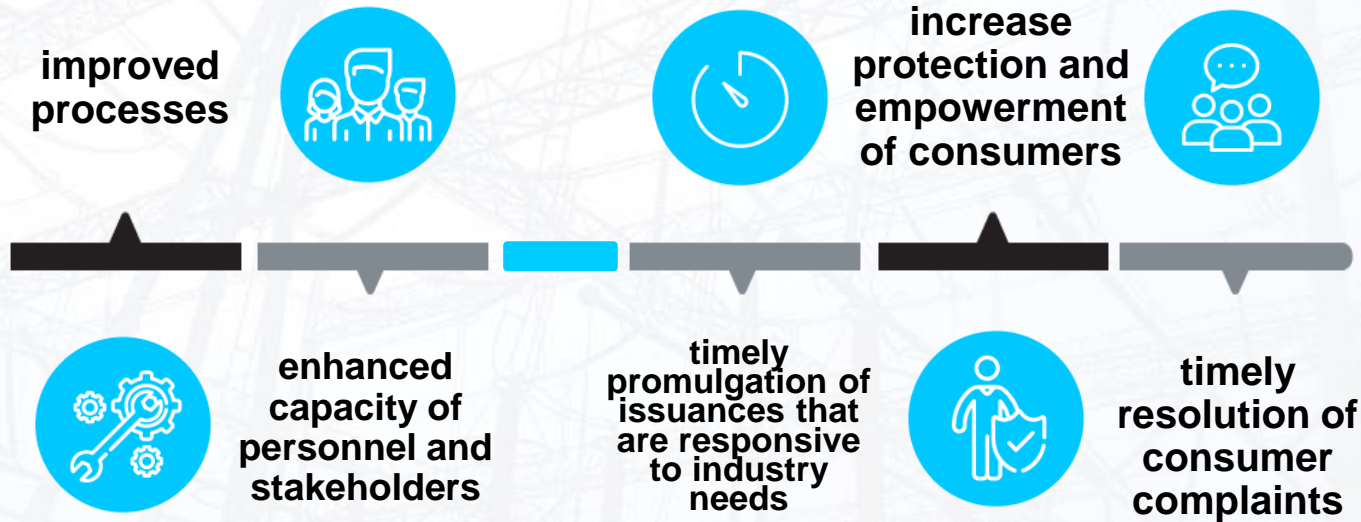 improved
processes
enhanced
capacity of
personnel and
stakeholders
timely
promulgation of
issuances that
are responsive
to industry
needs
increase
protection and
empowerment
of consumers
timely
resolution of
consumer
complaints